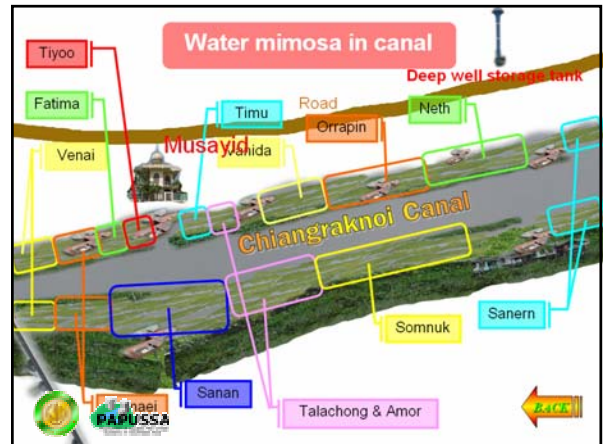 Water mimosa in canal
Tiyoo
Deep well storage tank
Fatima
Timu
Road
Neth
Orrapin
Venai
Musayid
Chiangraknoi Canal
Somnuk
Sanern
Sanan
Talachong & Amor
PAPUSSA
BACK